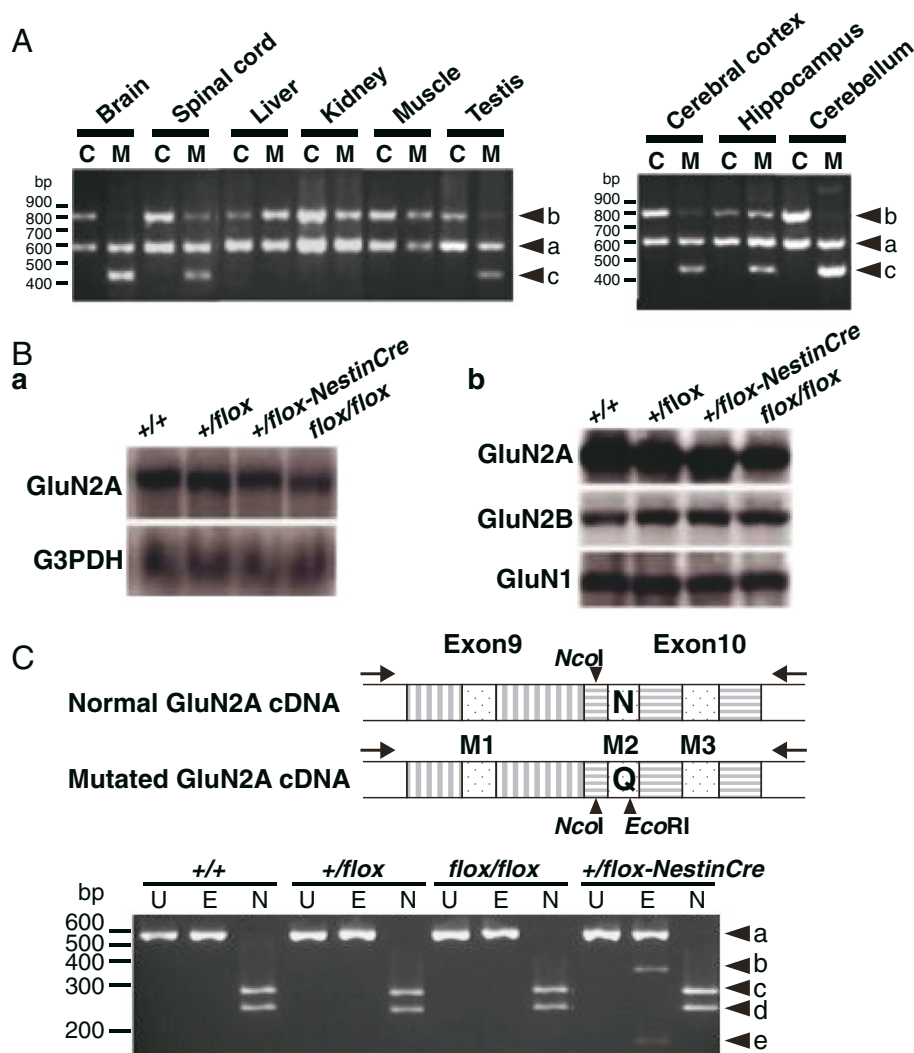 A
Brain Spinal cord Liver Kidney Muscle Testis
C M C M C M C M C M C M
bp
900
800
700
600
500
400
b
a
c
Cerebral cortex Hippocampus Cerebellum
C M C M C M
bp
900
800
700
600
500
400
b
a
c
B
a
+/+ +/flox +/flox-NestinCre flox/flox
GluN2A
G3PDH
b
+/+ +/flox +/flox-NestinCre flox/flox
GluN2A
GluN2B
GluN1
C
Exon9 NcoI Exon10
Normal GluN2A cDNA N
M1 M2 M3
Mutated GluN2A cDNA Q
NcoI EcoRI
+/+ +/flox flox/flox +/flox-NestinCre
bp U E N U E N U E N U E N
600
500
400
300
200
a
b
c
d
e